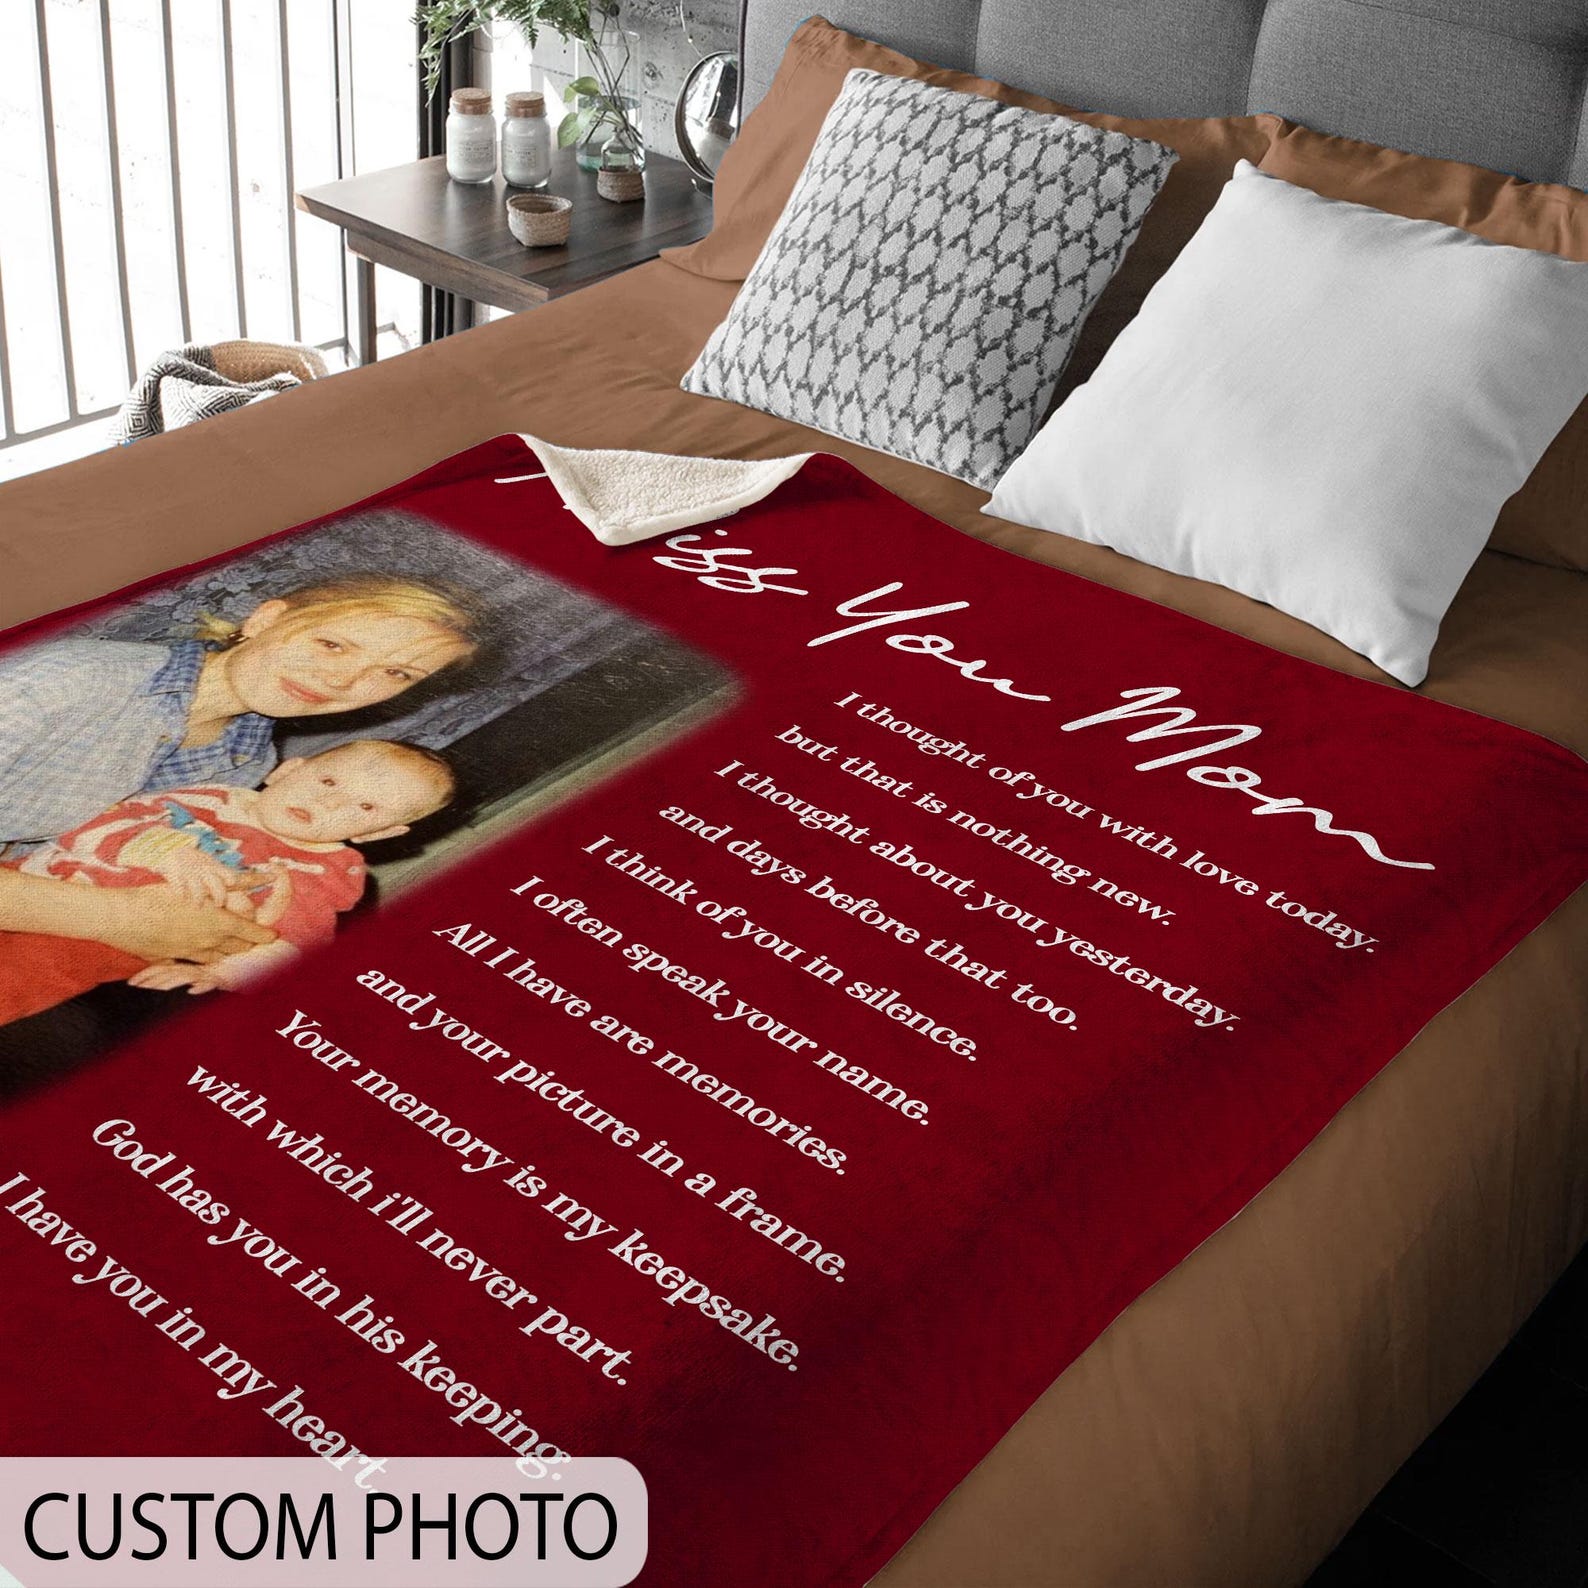 iss You Mom
I thought of you with love today.
but that is nothing new.
I thought about you yesterday.
and days before that too.
I think of you in silence.
I often speak your name.
All I have are memories.
and your picture in a frame.
Your memory is my keepsake.
with which i'll never part.
God has you in his keeping.
I have you in my heart.
CUSTOM PHOTO